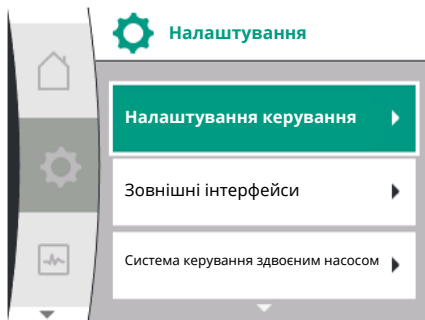 Налаштування
Налаштування керування
Зовнішні інтерфейси
Система керування здвоєним насосом